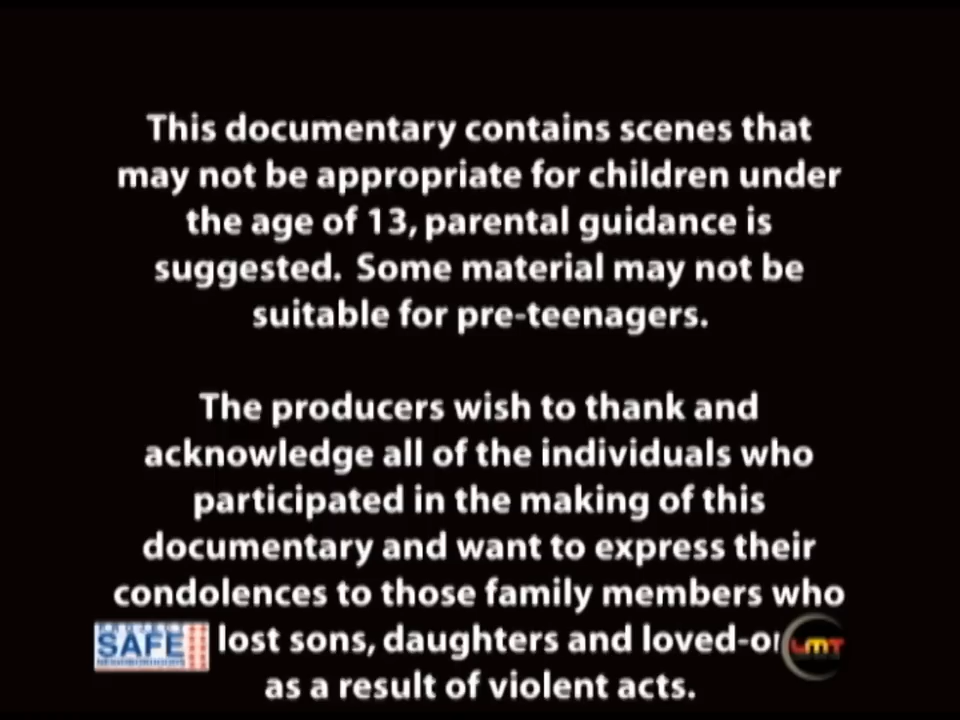 This documentary contains scenes that
may not be appropriate for children under
the age of 13, parental guidance is
suggested. Some material may not be
suitable for pre-teenagers.
The producers wish to thank and
acknowledge all of the individuals who
participated in the making of this
documentary and want to express their
condolences to those family members who
lost sons, daughters and
as a result of violent acts.
PROJECT
SAFE
NEIGHBORHOODS
LMT